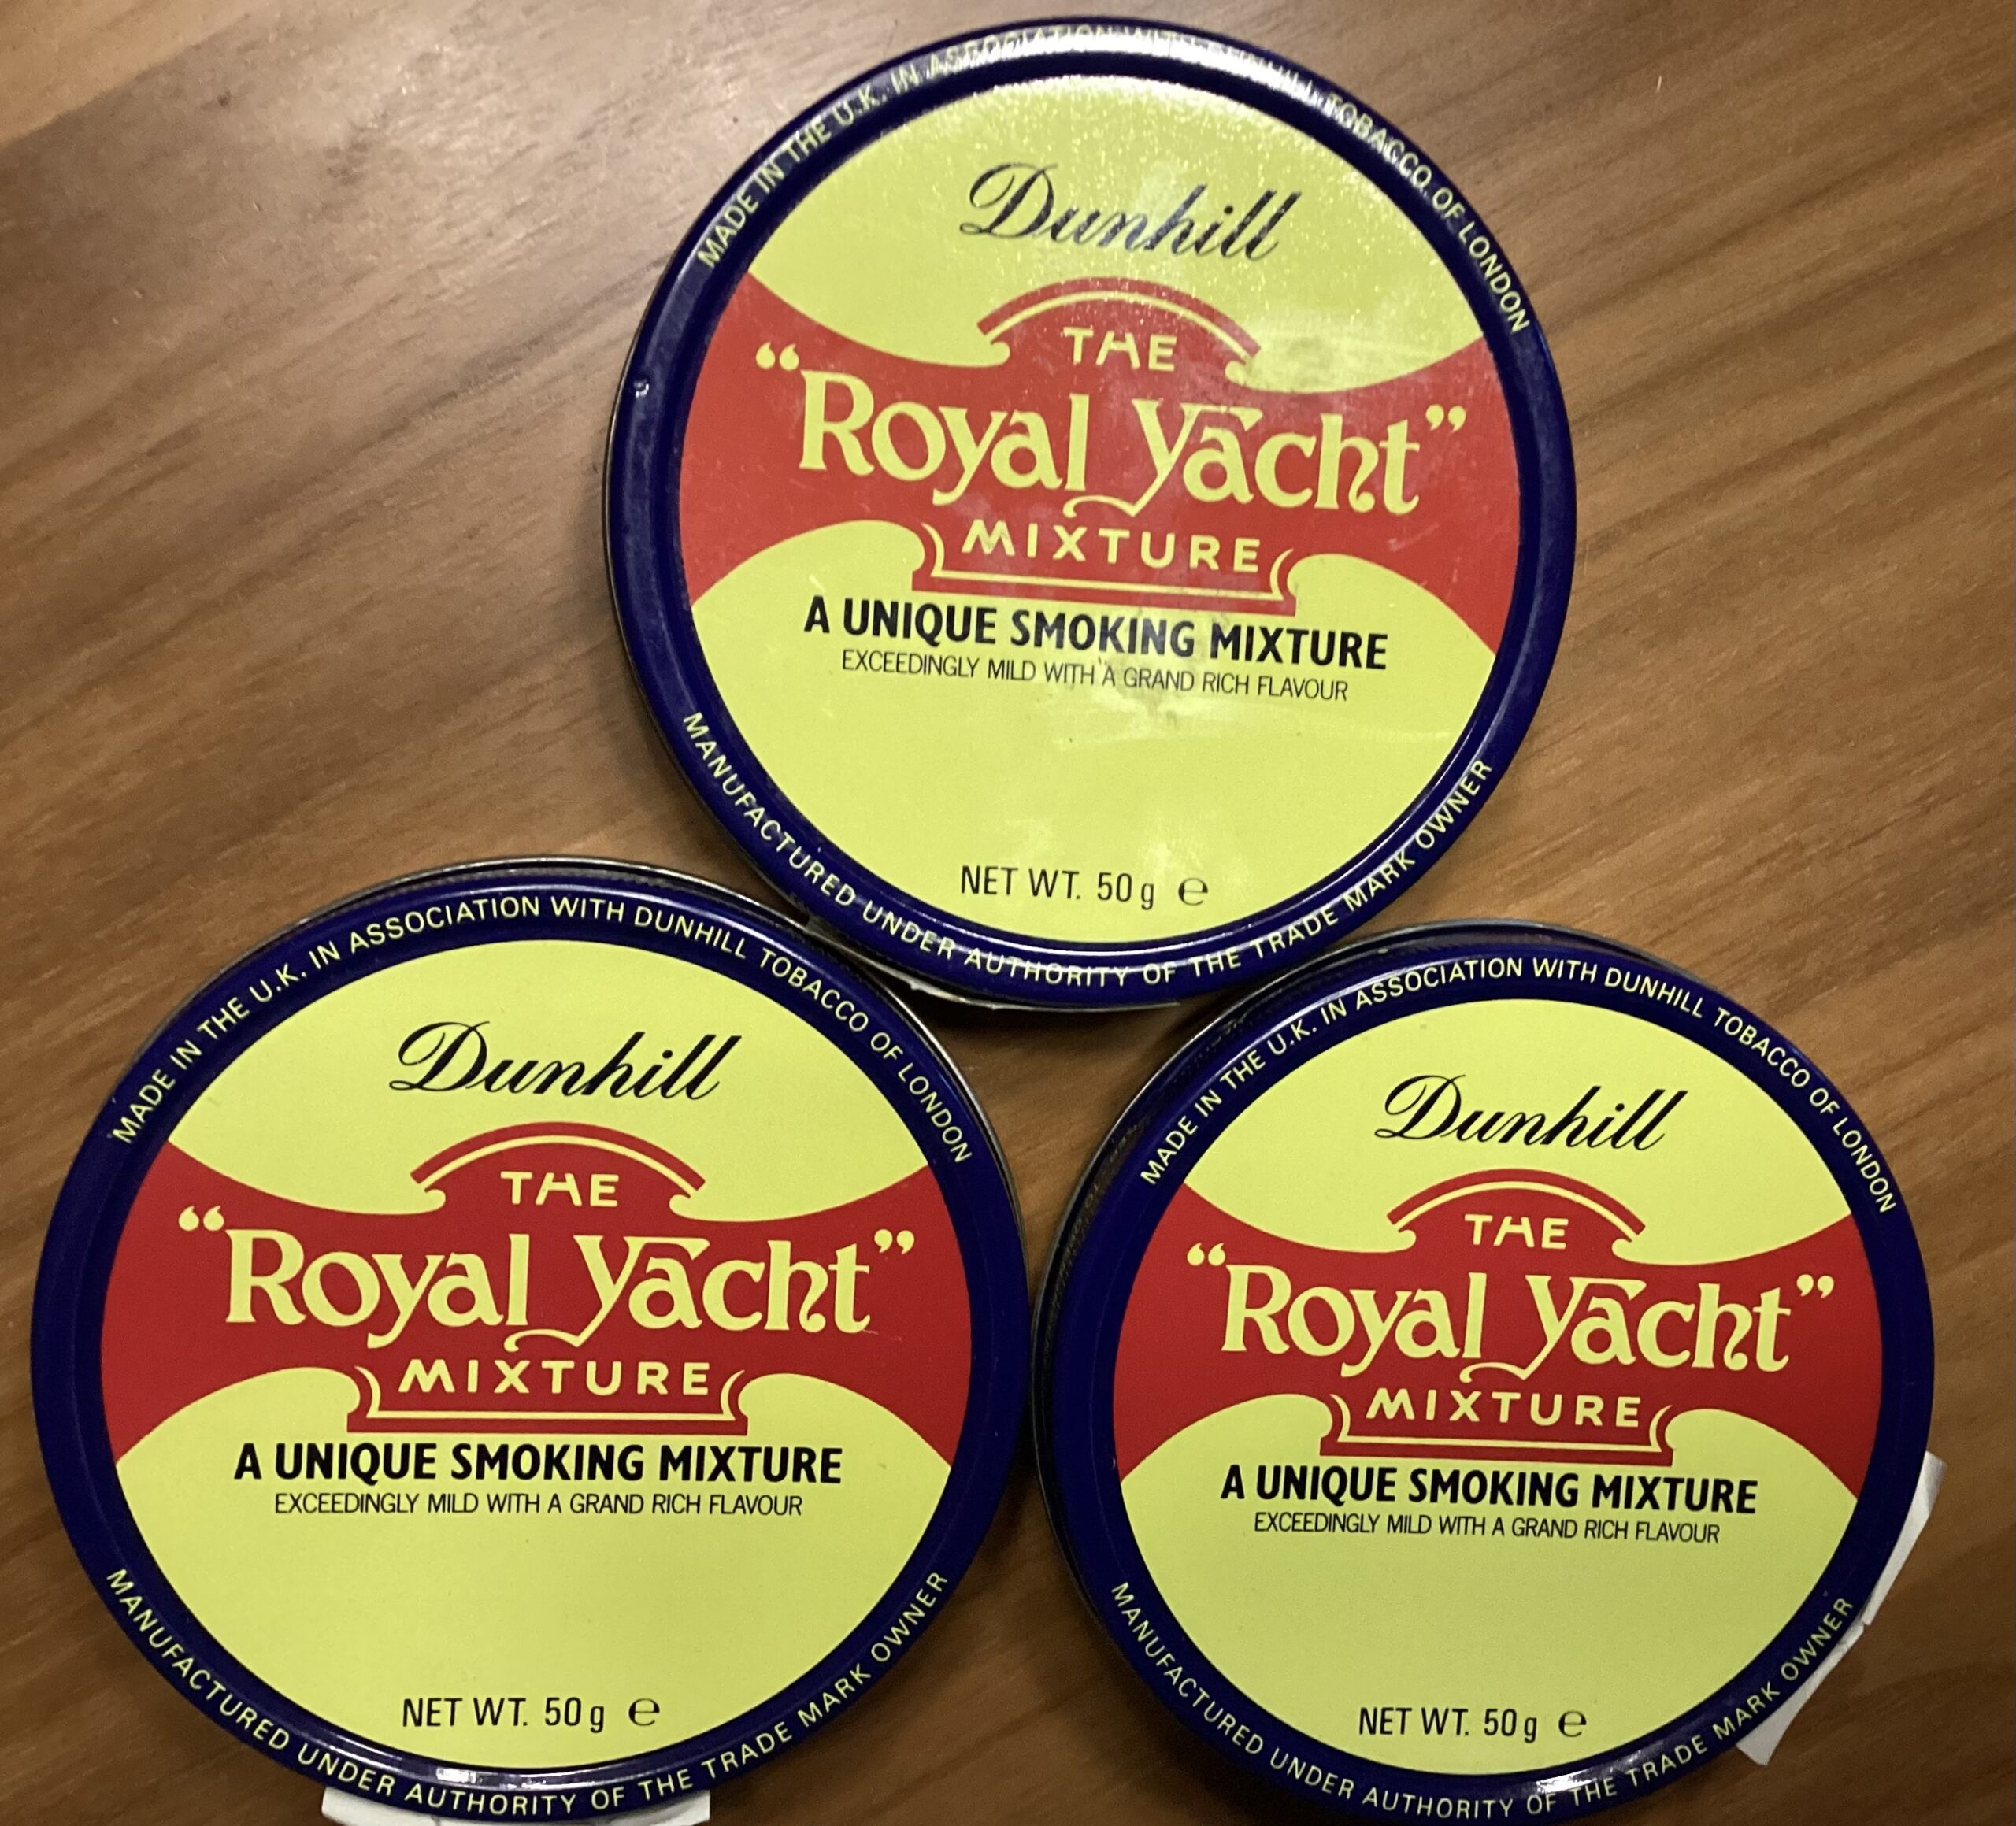 MADE IN THE U.K. IN ASSOCIATION WITH DUNHILL TOBACCO OF LONDON
Dunhill
THE
“Royal Yacht”
MIXTURE
A UNIQUE SMOKING MIXTURE
EXCEEDINGLY MILD WITH A GRAND RICH FLAVOUR
NET WT. 50g ℮
MANUFACTURED UNDER AUTHORITY OF THE TRADE MARK OWNER
MADE IN THE U.K. IN ASSOCIATION WITH DUNHILL TOBACCO OF LONDON
Dunhill
THE
“Royal Yacht”
MIXTURE
A UNIQUE SMOKING MIXTURE
EXCEEDINGLY MILD WITH A GRAND RICH FLAVOUR
NET WT. 50g ℮
MANUFACTURED UNDER AUTHORITY OF THE TRADE MARK OWNER
MADE IN THE U.K. IN ASSOCIATION WITH DUNHILL TOBACCO OF LONDON
Dunhill
THE
“Royal Yacht”
MIXTURE
A UNIQUE SMOKING MIXTURE
EXCEEDINGLY MILD WITH A GRAND RICH FLAVOUR
NET WT. 50g ℮
MANUFACTURED UNDER AUTHORITY OF THE TRADE MARK OWNER